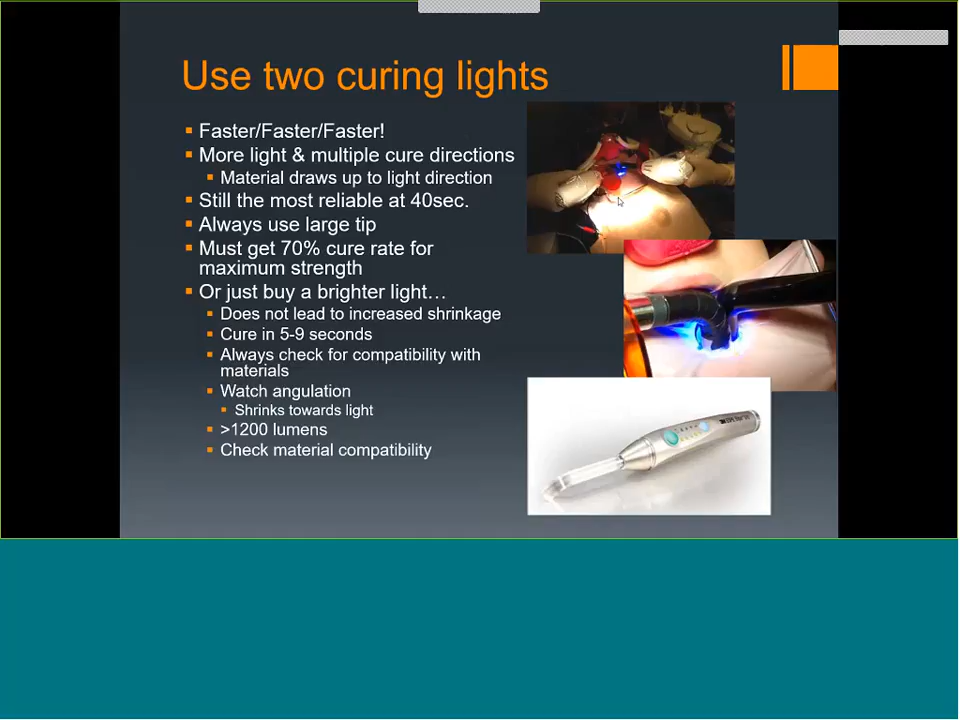 Use two curing lights
Faster/Faster/Faster!
More light & multiple cure directions
Material draws up to light direction
Still the most reliable at 40sec.
Always use large tip
Must get 70% cure rate for
maximum strength
Or just buy a brighter light…
Does not lead to increased shrinkage
Cure in 5-9 seconds
Always check for compatibility with
materials
Watch angulation
Shrinks towards light
>1200 lumens
Check material compatibility